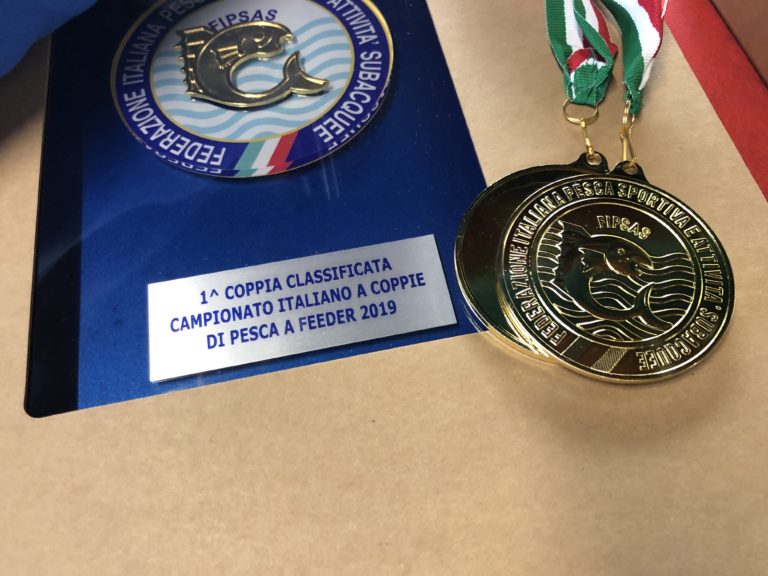 FEDERAZIONE ITALIANA PES
ATTIVITA' SUBACQUEE
FIPSAS
1^ COPPIA CLASSIFICATA
CAMPIONATO ITALIANO A COPPIE
DI PESCA A FEEDER 2019
FEDERAZIONE ITALIANA PESCA SPORTIVA E ATTIVITA' SUBACQUEE
FIPSAS